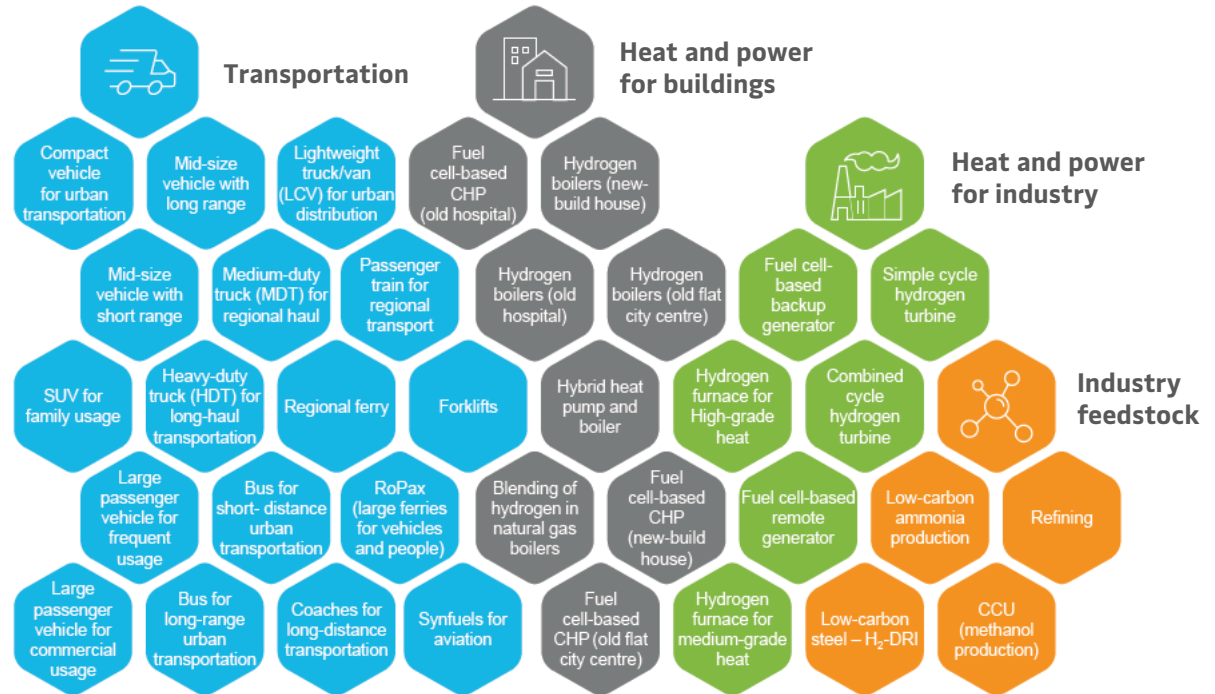 Transportation
Heat and power
for buildings
Compact
vehicle
for urban
transportation
Mid-size
vehicle with
long range
Lightweight
truck/van
(LCV) for urban
distribution
Fuel
cell-based
CHP
(old hospital)
Hydrogen
boilers (new-
build house)
Heat and power
for industry
Mid-size
vehicle with
short range
Medium-duty
truck (MDT) for
regional haul
Passenger
train for
regional
transport
Hydrogen
boilers (old
hospital)
Hydrogen
boilers (old flat
city centre)
Fuel cell-
based
backup
generator
Simple cycle
hydrogen
turbine
SUV for
family usage
Heavy-duty
truck (HDT) for
long-haul
transportation
Regional ferry
Forklifts
Hybrid heat
pump and
boiler
Hydrogen
furnace for
High-grade
heat
Combined
cycle
hydrogen
turbine
Industry
feedstock
Large
passenger
vehicle for
frequent
usage
Bus for
short- distance
urban
transportation
RoPax
(large ferries
for vehicles
and people)
Blending of
hydrogen in
natural gas
boilers
Fuel
cell-based
CHP
(new-build
house)
Fuel cell-based
remote
generator
Low-carbon
ammonia
production
Refining
Large
passenger
vehicle for
commercial
usage
Bus for
long-range
urban
transportation
Coaches for
long-distance
transportation
Synfuels for
aviation
Fuel
cell-based
CHP (old flat
city centre)
Hydrogen
furnace for
medium-grade
heat
Low-carbon
steel – H₂-DRI
CCU
(methanol
production)